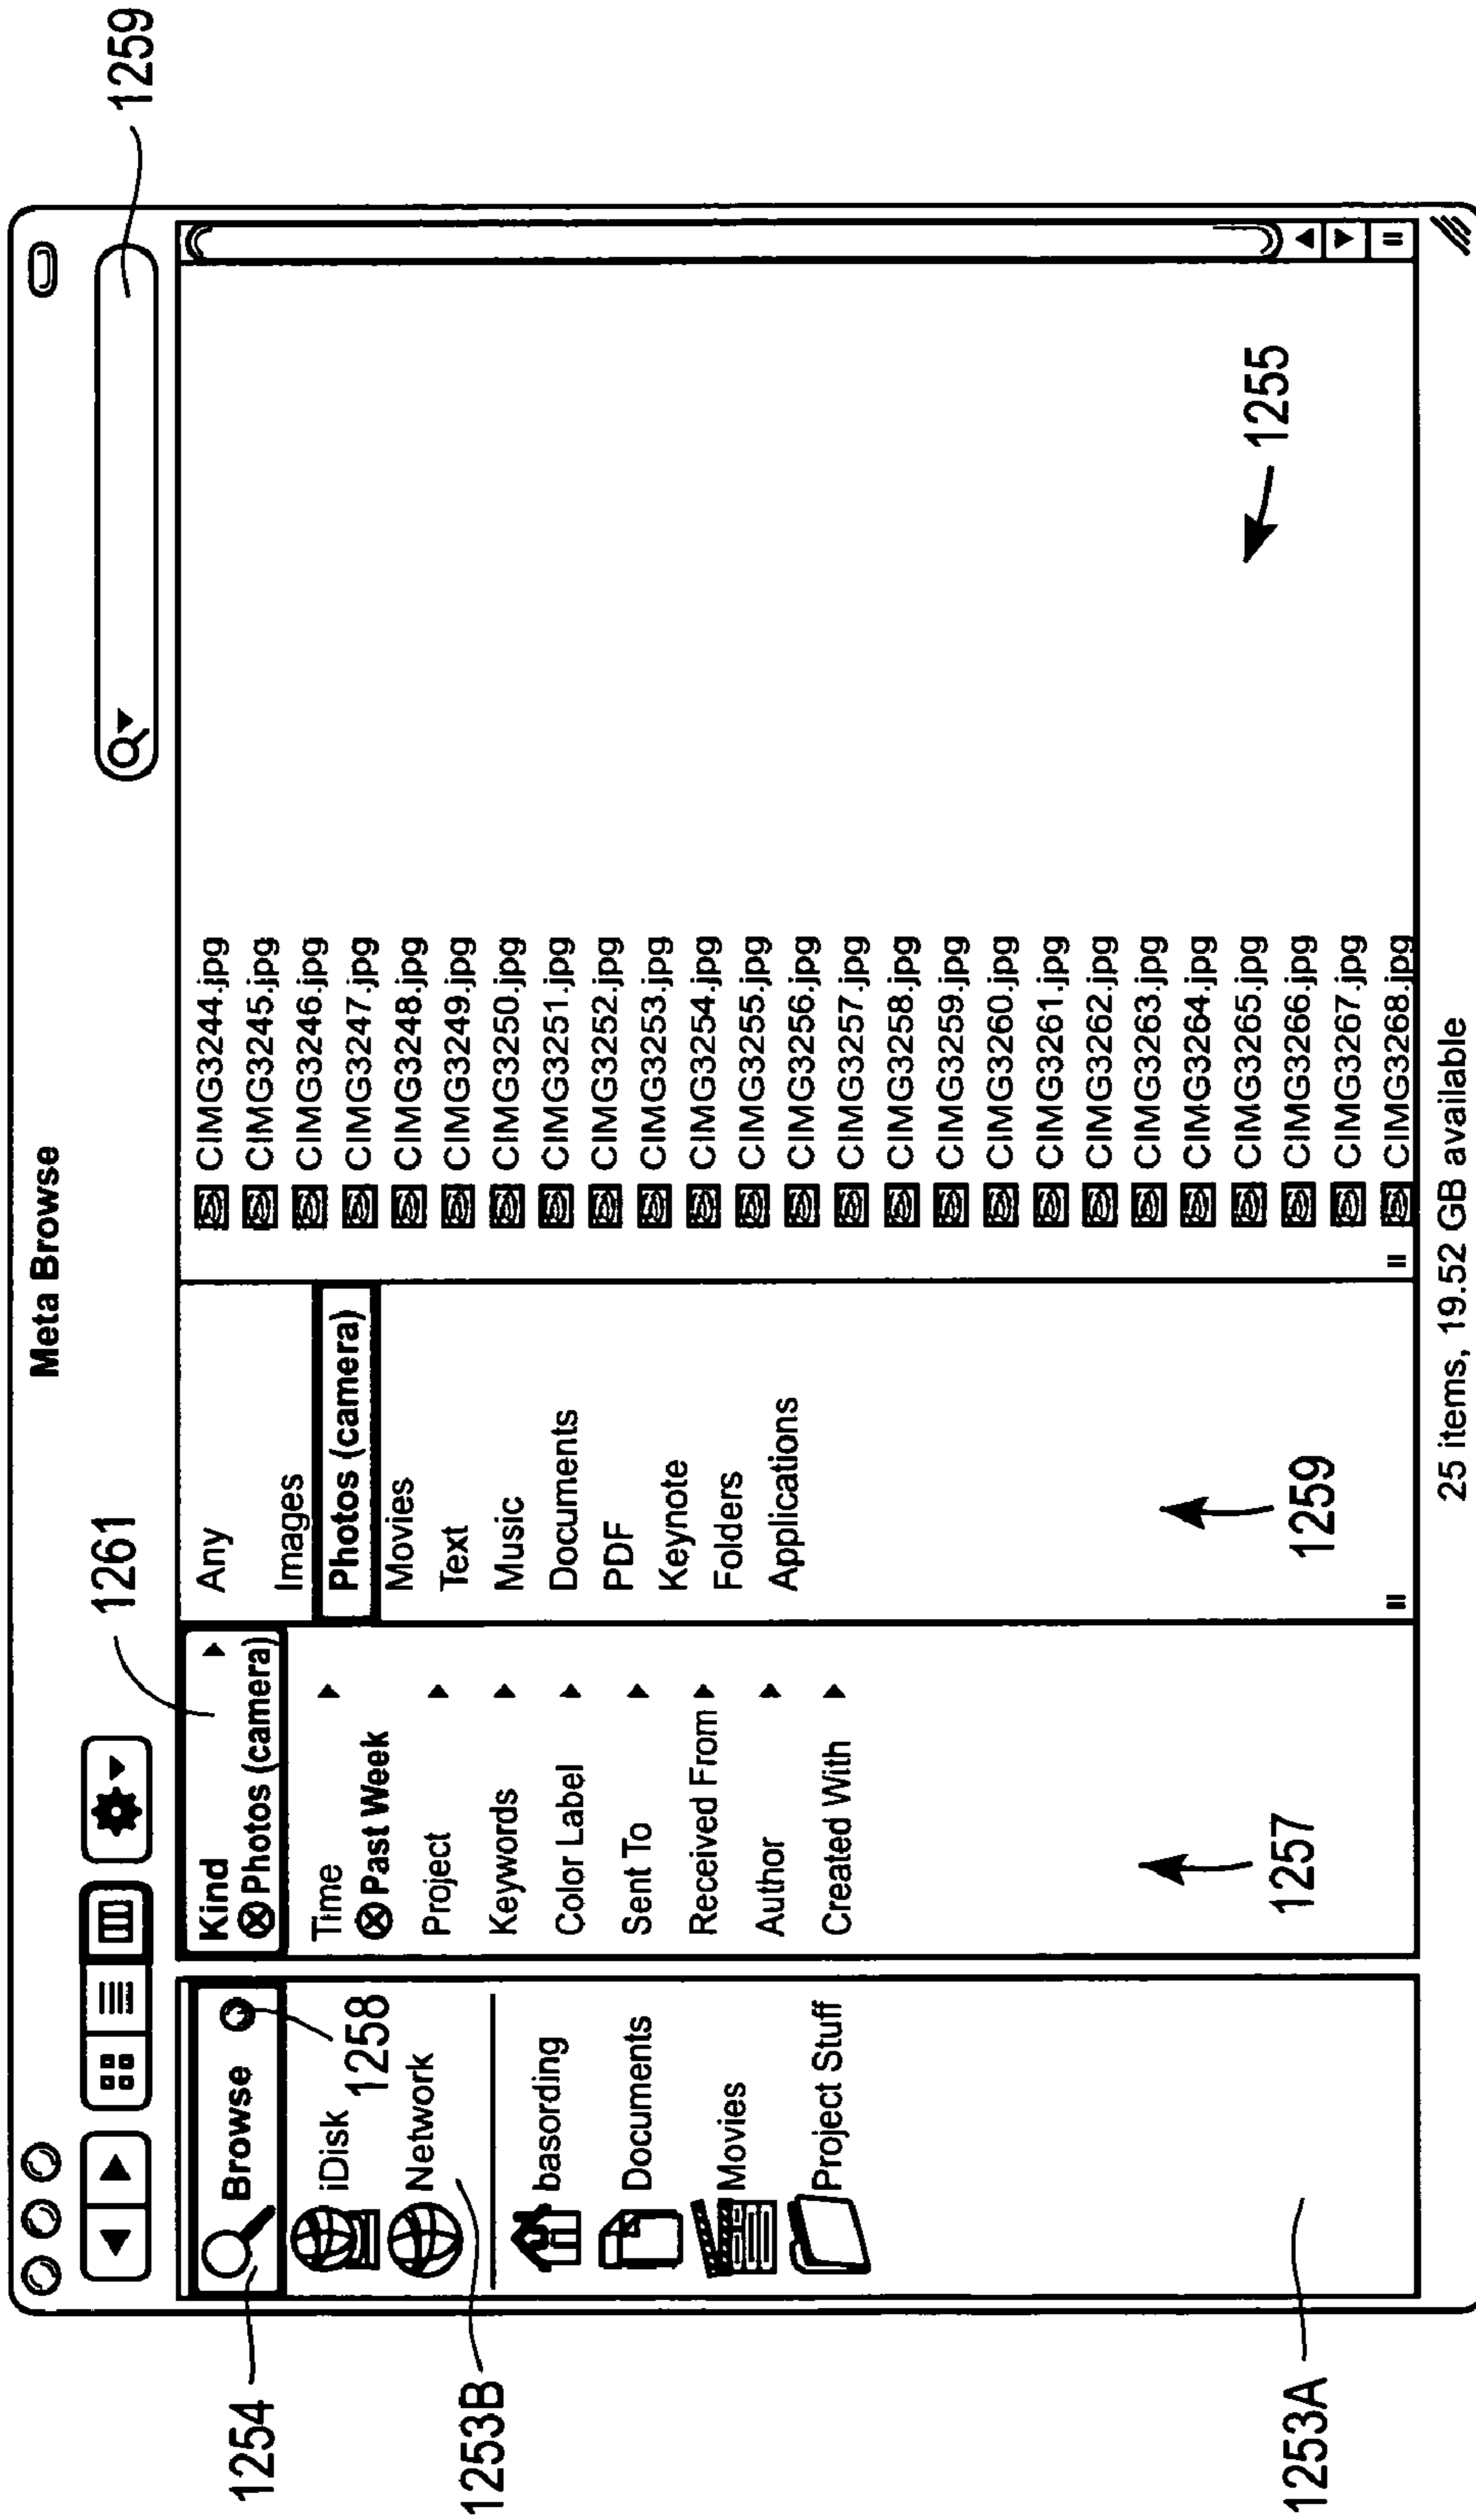 1259
Meta Browse
1261
1254
Browse
1258
iDisk
Network
1253B
basording
Documents
Movies
Project Stuff
1253A
Kind
Photos (camera)
Time
Past Week
Project
Keywords
Color Label
Sent To
Received From
Author
Created With
1257
Any
Images
Photos (camera)
Movies
Text
Music
Documents
PDF
Keynote
Folders
Applications
1259
CIMG3244.jpg
CIMG3245.jpg
CIMG3246.jpg
CIMG3247.jpg
CIMG3248.jpg
CIMG3249.jpg
CIMG3250.jpg
CIMG3251.jpg
CIMG3252.jpg
CIMG3253.jpg
CIMG3254.jpg
CIMG3255.jpg
CIMG3256.jpg
CIMG3257.jpg
CIMG3258.jpg
CIMG3259.jpg
CIMG3260.jpg
CIMG3261.jpg
CIMG3262.jpg
CIMG3263.jpg
CIMG3264.jpg
CIMG3265.jpg
CIMG3266.jpg
CIMG3267.jpg
CIMG3268.jpg
1255
25 items, 19.52 GB available